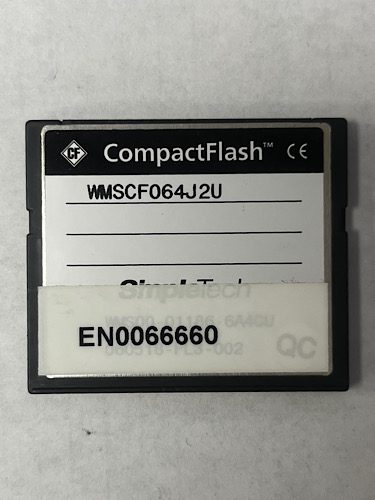 CF CompactFlash™ CE
WMSCF064J2U
SimpleTech
EN0066660
QC